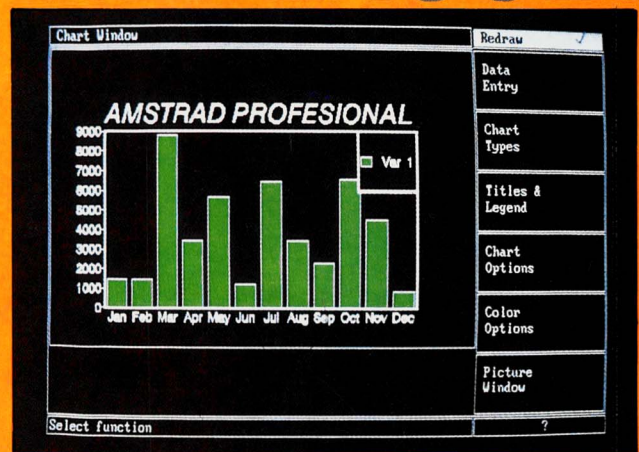 Chart Window
Redraw
Data
Entry
Chart
Types
Titles &
Legend
Chart
Options
Color
Options
Picture
Window
AMSTRAD PROFESIONAL
9000
8000
7000
6000
5000
4000
3000
2000
1000
0
Var 1
Jan Feb Mar Apr May Jun Jul Aug Sep Oct Nov Dec
Select function
?